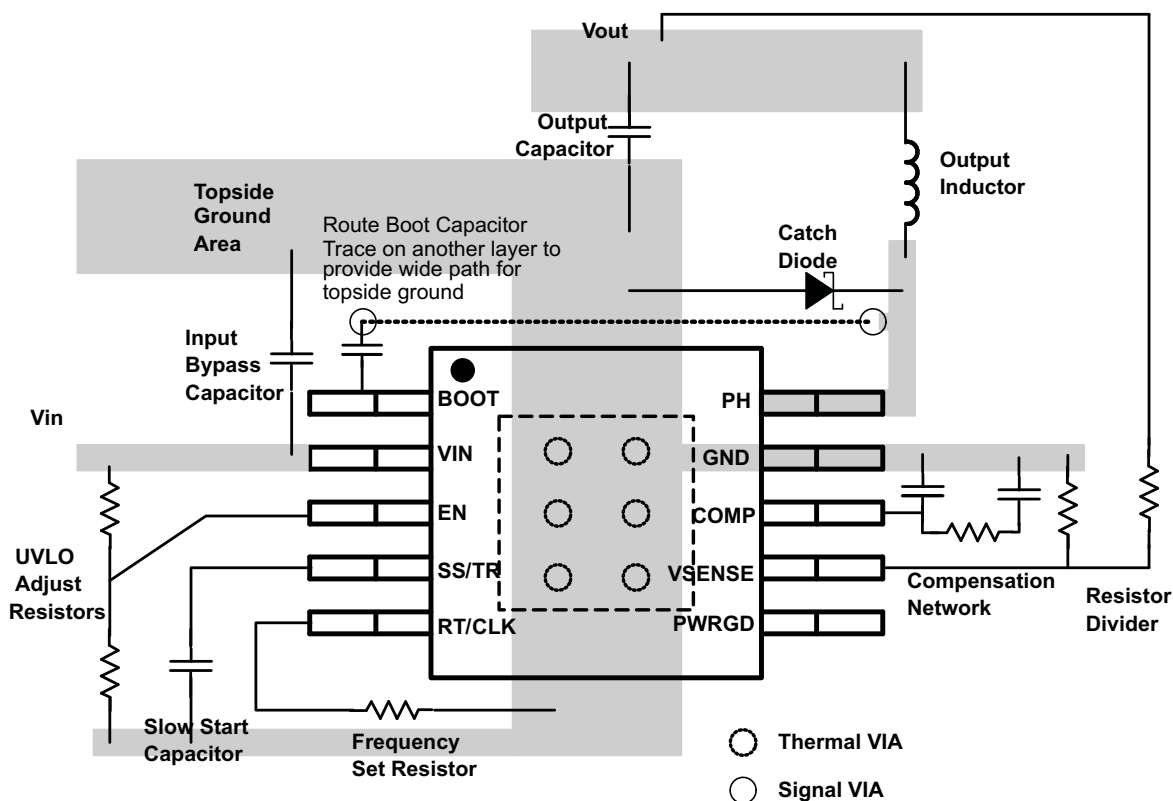 Vout
Output
Capacitor
Output
Inductor
Topside
Ground
Area
Route Boot Capacitor
Trace on another layer to
provide wide path for
topside ground
Catch
Diode
Input
Bypass
Capacitor
Vin
BOOT
VIN
EN
SS/TR
RT/CLK
PH
GND
COMP
VSENSE
PWRGD
UVLO
Adjust
Resistors
Compensation
Network
Resistor
Divider
Slow Start
Capacitor
Frequency
Set Resistor
Thermal VIA
Signal VIA